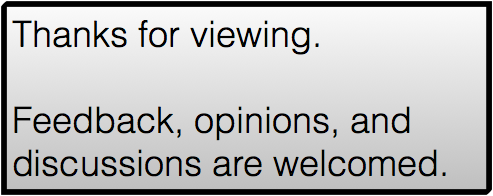 Thanks for viewing.
Feedback, opinions, and
discussions are welcomed.